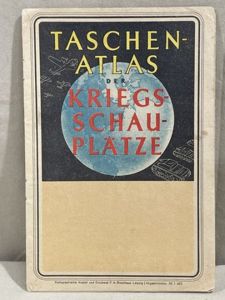 TASCHEN-
ATLAS
DER
KRIEGS-
SCHAU-
PLÄTZE